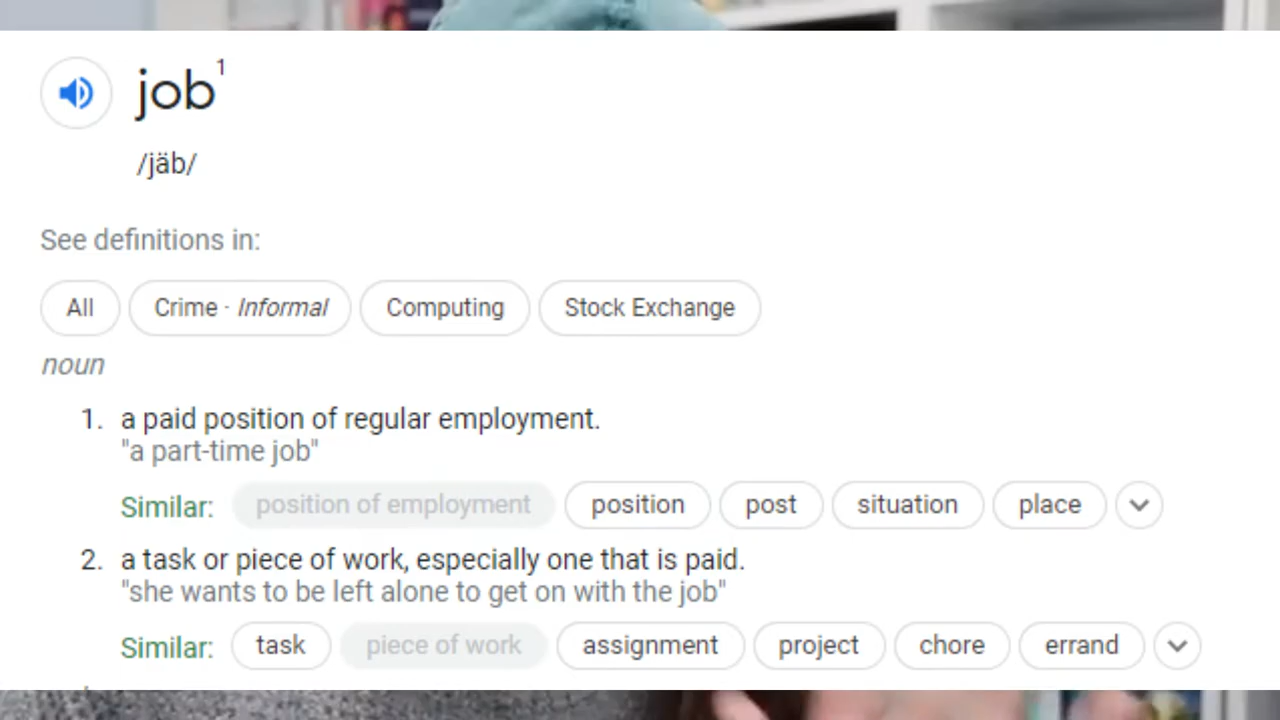 job¹
/jäb/
See definitions in:
All Crime · Informal Computing Stock Exchange
noun
1. a paid position of regular employment.
"a part-time job"
Similar: position of employment position post situation place
2. a task or piece of work, especially one that is paid.
"she wants to be left alone to get on with the job"
Similar: task piece of work assignment project chore errand